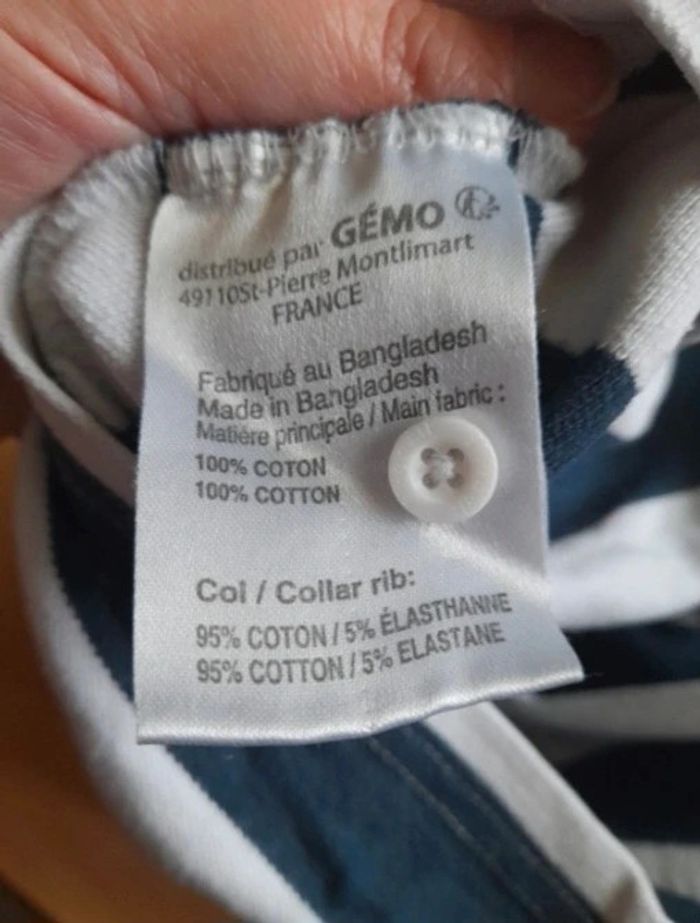 distribué par GÉMO
49110St-Pierre Montlimart
FRANCE
Fabriqué au Bangladesh
Made in Bangladesh
Matière principale / Main fabric :
100% COTON
100% COTTON
Col / Collar rib:
95% COTON / 5% ÉLASTHANNE
95% COTTON / 5% ELASTANE